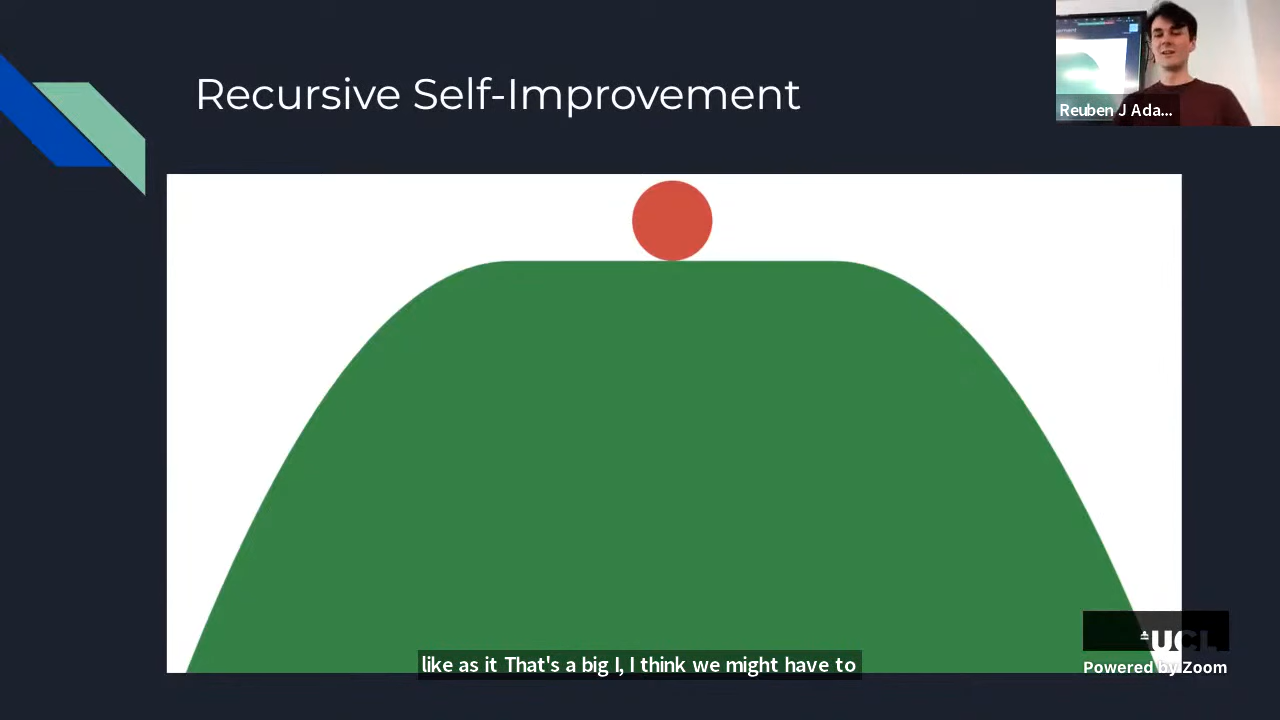 Recursive Self-Improvement
Reuben J Ada...
like as it That's a big I, I think we might have to
UCL
Powered by Zoom